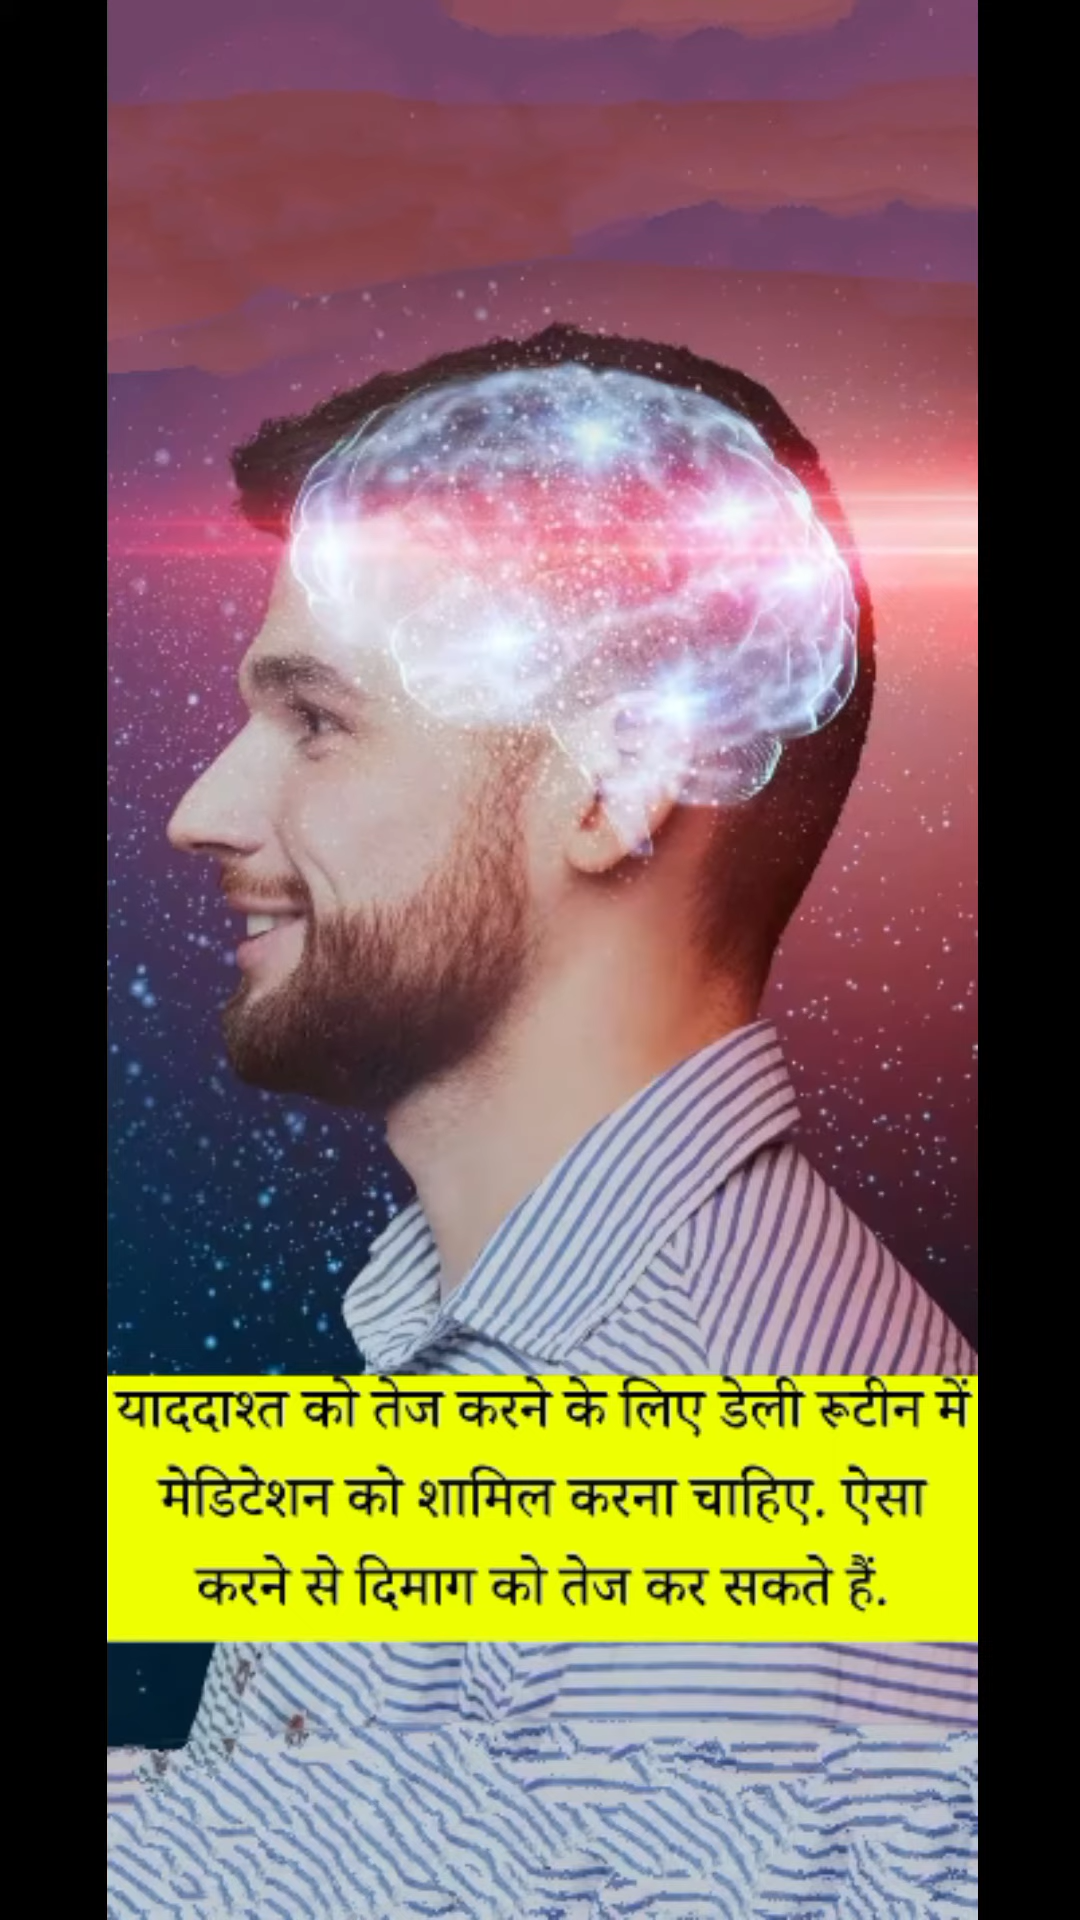 याददाश्त को तेज करने के लिए डेली रूटीन में
मेडिटेशन को शामिल करना चाहिए. ऐसा
करने से दिमाग को तेज कर सकते हैं.